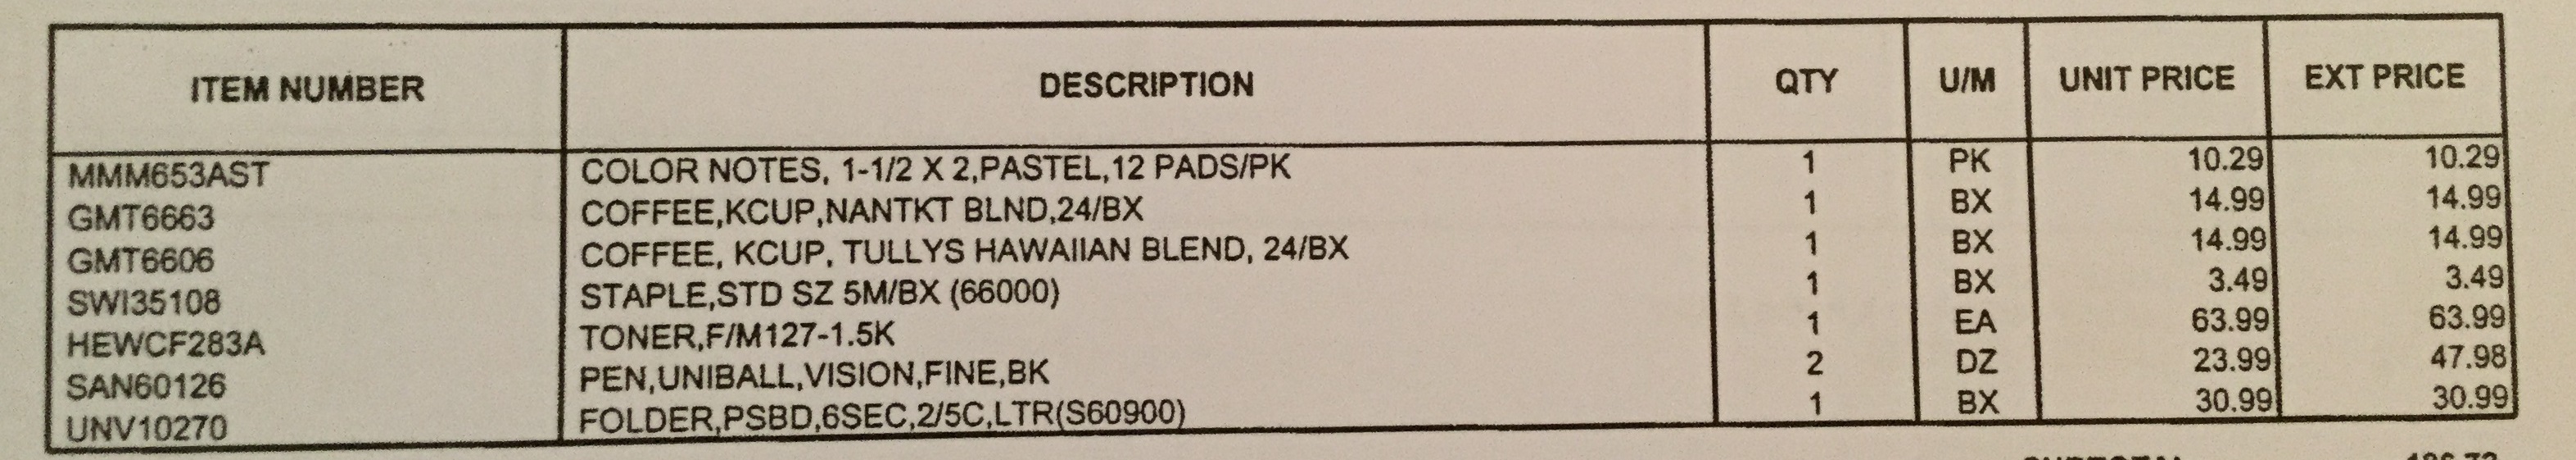 ITEM NUMBER DESCRIPTION QTY U/M UNIT PRICE EXT PRICE
MMM653AST COLOR NOTES, 1-1/2 X 2,PASTEL,12 PADS/PK 1 PK 10.29 10.29
GMT6663 COFFEE,KCUP,NANTKT BLND,24/BX 1 BX 14.99 14.99
GMT6606 COFFEE, KCUP, TULLYS HAWAIIAN BLEND, 24/BX 1 BX 14.99 14.99
SWI35108 STAPLE,STD SZ 5M/BX (66000) 1 BX 3.49 3.49
HEWCF283A TONER,F/M127-1.5K 1 EA 63.99 63.99
SAN60126 PEN,UNIBALL,VISION,FINE,BK 2 DZ 23.99 47.98
UNV10270 FOLDER,PSBD,6SEC,2/5C,LTR(S60900) 1 BX 30.99 30.99